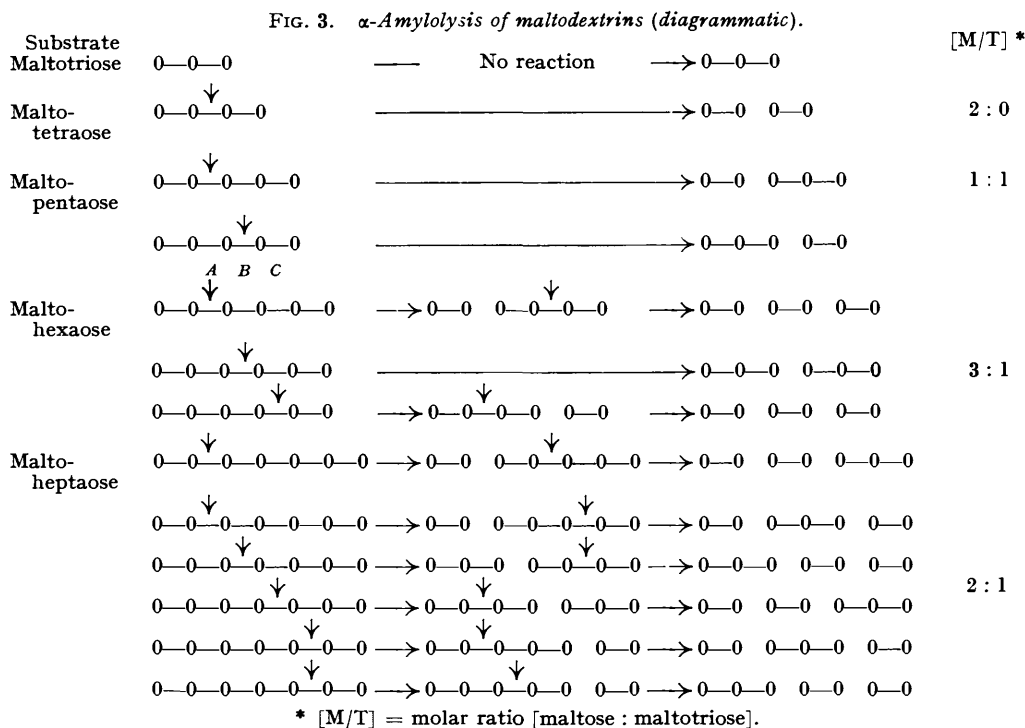 FIG. 3. α-Amylolysis of maltodextrins (diagrammatic).
Substrate [M/T] *
Maltotriose 0—0—0 — No reaction → 0—0—0
Malto-tetraose 0—0—0—0 → 0—0 0—0 2 : 0
Malto-pentaose 0—0—0—0—0 → 0—0 0—0—0 1 : 1
0—0—0—0—0 → 0—0—0 0—0
A B C
Malto-hexaose 0—0—0—0—0—0 → 0—0 0—0—0—0 → 0—0 0—0 0—0
0—0—0—0—0—0 → 0—0—0 0—0—0 3 : 1
0—0—0—0—0—0 → 0—0—0—0 0—0 → 0—0 0—0 0—0
Malto-heptaose 0—0—0—0—0—0—0 → 0—0 0—0—0—0—0 → 0—0 0—0 0—0—0
0—0—0—0—0—0—0 → 0—0 0—0—0—0—0 → 0—0 0—0—0 0—0
0—0—0—0—0—0—0 → 0—0—0 0—0—0—0 → 0—0—0 0—0 0—0
0—0—0—0—0—0—0 → 0—0—0—0 0—0—0 → 0—0 0—0 0—0—0 2 : 1
0—0—0—0—0—0—0 → 0—0—0—0—0 0—0 → 0—0 0—0—0 0—0
0—0—0—0—0—0—0 → 0—0—0—0—0 0—0 → 0—0—0 0—0 0—0
* [M/T] = molar ratio [maltose : maltotriose].